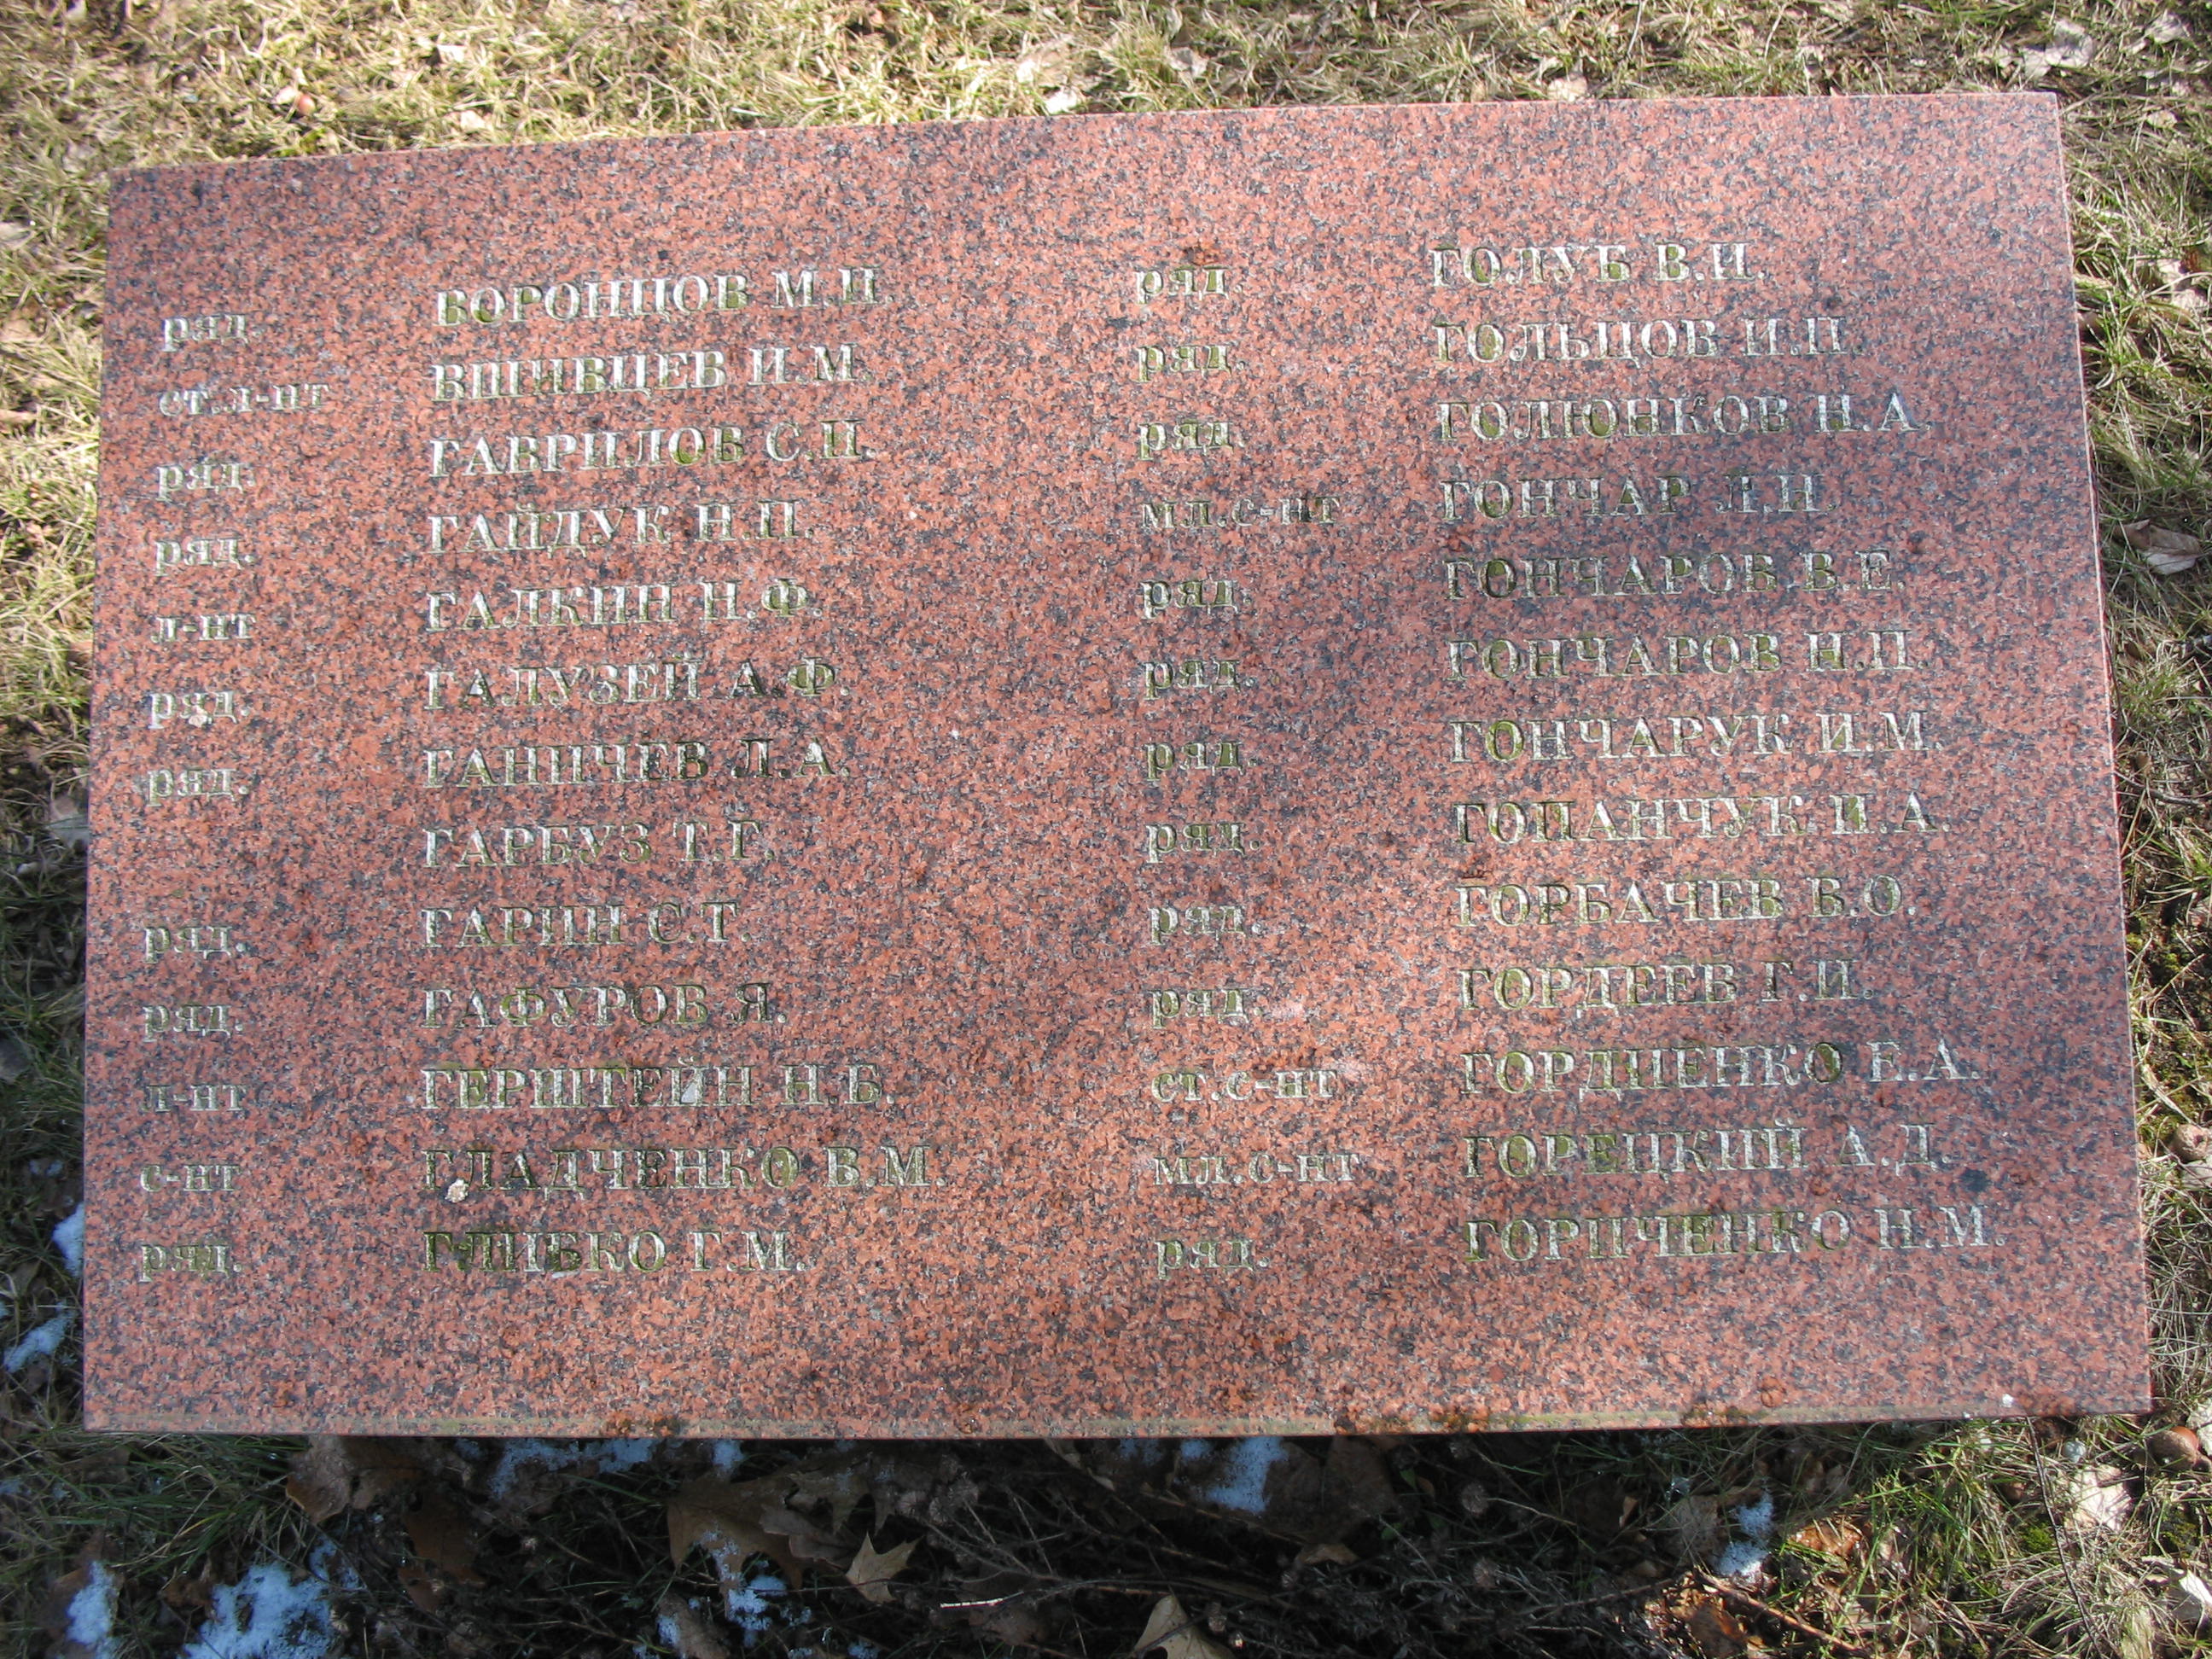 ряд. ВОРОНЦОВ М.П.
ст.л-нт ВШИВЦЕВ И.М.
ряд. ГАВРИЛОВ С.П.
ряд. ГАЙДУК Н.П.
л-нт ГАЛКИН Н.Ф.
ряд. ГАЛУЗЕЙ А.Ф.
ряд. ГАНИЧЕВ Л.А.
ГАРБУЗ Т.Г.
ряд. ГАРИН С.Т.
ряд. ГАФУРОВ Я.
л-нт ГЕРШТЕЙН Н.Б.
с-нт ГЛАДЧЕНКО В.М.
ряд. ГЛИБКО Г.М.
ряд. ГОЛУБ В.И.
ряд. ГОЛЬЦОВ И.П.
ряд. ГОЛЮНКОВ Н.А.
мл.с-нт ГОНЧАР Л.Н.
ряд. ГОНЧАРОВ В.Е.
ряд. ГОНЧАРОВ Н.П.
ряд. ГОНЧАРУК И.М.
ряд. ГОПАНЧУК И.А.
ряд. ГОРБАЧЕВ В.О.
ряд. ГОРДЕЕВ Г.И.
ст.с-нт ГОРДИЕНКО Е.А.
мл.с-нт ГОРЕЦКИЙ А.Д.
ряд. ГОРИЧЕНКО Н.М.